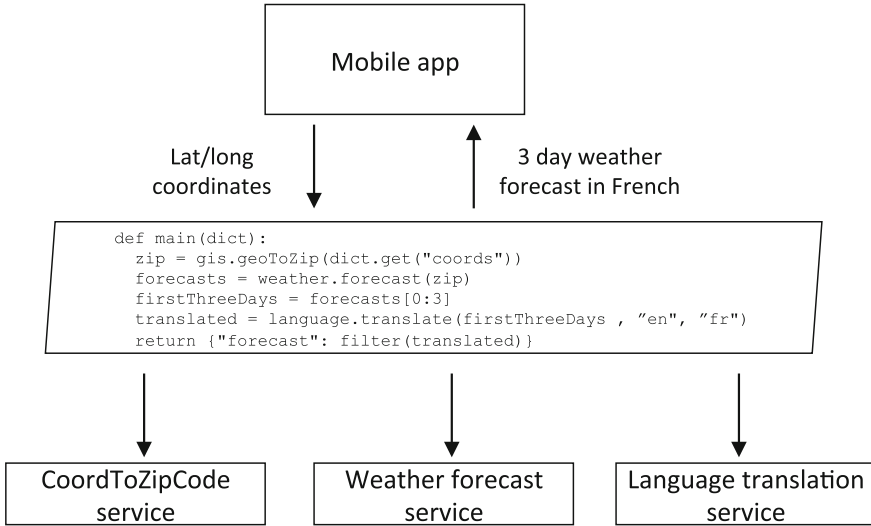 Mobile app
Lat/long
coordinates
3 day weather
forecast in French
def main(dict):
zip = gis.geoToZip(dict.get("coords"))
forecasts = weather.forecast(zip)
firstThreeDays = forecasts[0:3]
translated = language.translate(firstThreeDays , ”en", ”fr")
return {"forecast": filter(translated)}
CoordToZipCode
service
Weather forecast
service
Language translation
service